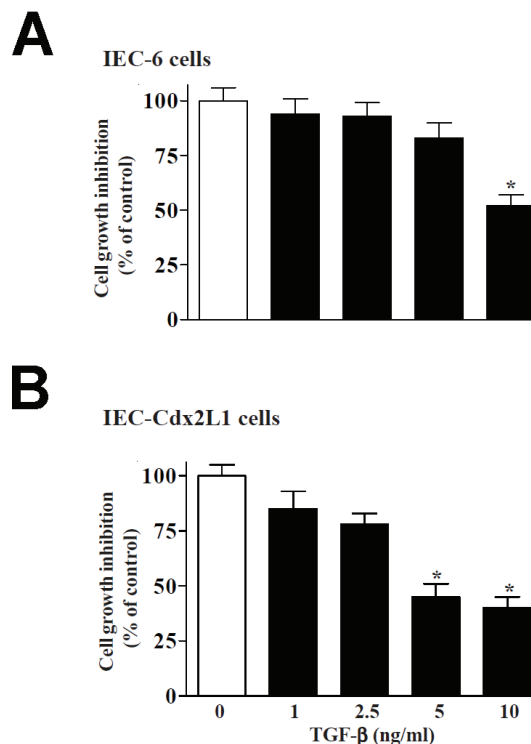 A
IEC-6 cells
Cell growth inhibition
(% of control)
100
75
50
25
0
*
B
IEC-Cdx2L1 cells
Cell growth inhibition
(% of control)
100
75
50
25
0
*
*
0 1 2.5 5 10
TGF-β (ng/ml)